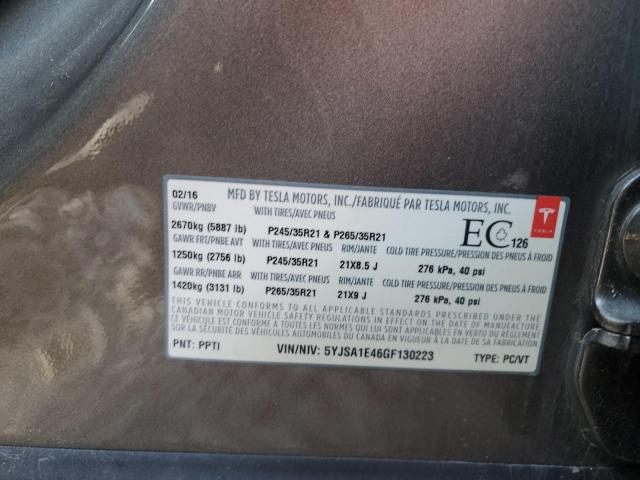 02/16 MFD BY TESLA MOTORS, INC./FABRIQUÉ PAR TESLA MOTORS, INC.
GVWR/PNBV WITH TIRES/AVEC PNEUS
2670kg (5887 lb) P245/35R21 & P265/35R21 EC 126
TESLA
GAWR FRT/PNBE AVT WITH TIRES/AVEC PNEUS RIM/JANTE COLD TIRE PRESSURE/PRESSION DES PNEUS À FROID
1250kg (2756 lb) P245/35R21 21X8.5 J 276 kPa, 40 psi
GAWR RR/PNBE ARR WITH TIRES/AVEC PNEUS RIM/JANTE COLD TIRE PRESSURE/PRESSION DES PNEUS À FROID
1420kg (3131 lb) P265/35R21 21X9 J 276 kPa, 40 psi
THIS VEHICLE CONFORMS TO ALL APPLICABLE STANDARDS PRESCRIBED UNDER THE
CANADIAN MOTOR VEHICLE SAFETY REGULATIONS IN EFFECT ON THE DATE OF MANUFACTURE
CE VÉHICULE EST CONFORME À TOUTES LES NORMES QUI LUI SONT APPLICABLES EN VERTU DU RÈGLEMENT
SUR LA SÉCURITÉ DES VÉHICULES AUTOMOBILES DU CANADA EN VIGUEUR À LA DATE DE SA FABRICATION
PNT: PPTI VIN/NIV: 5YJSA1E46GF130223 TYPE: PC/VT